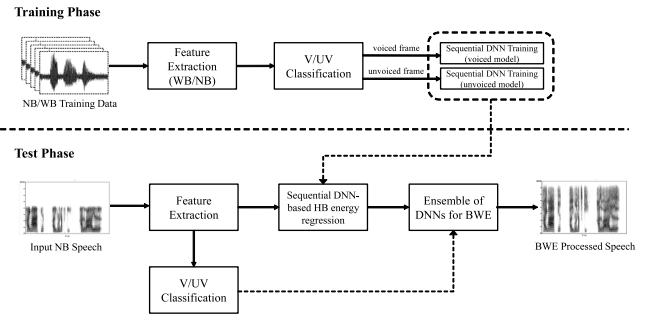 Training Phase
NB/WB Training Data
Feature
Extraction
(WB/NB)
V/UV
Classification
voiced frame
unvoiced frame
Sequential DNN Training
(voiced model)
Sequential DNN Training
(unvoiced model)
Test Phase
Input NB Speech
Feature
Extraction
Sequential DNN-
based HB energy
regression
Ensemble of
DNNs for BWE
BWE Processed Speech
V/UV
Classification